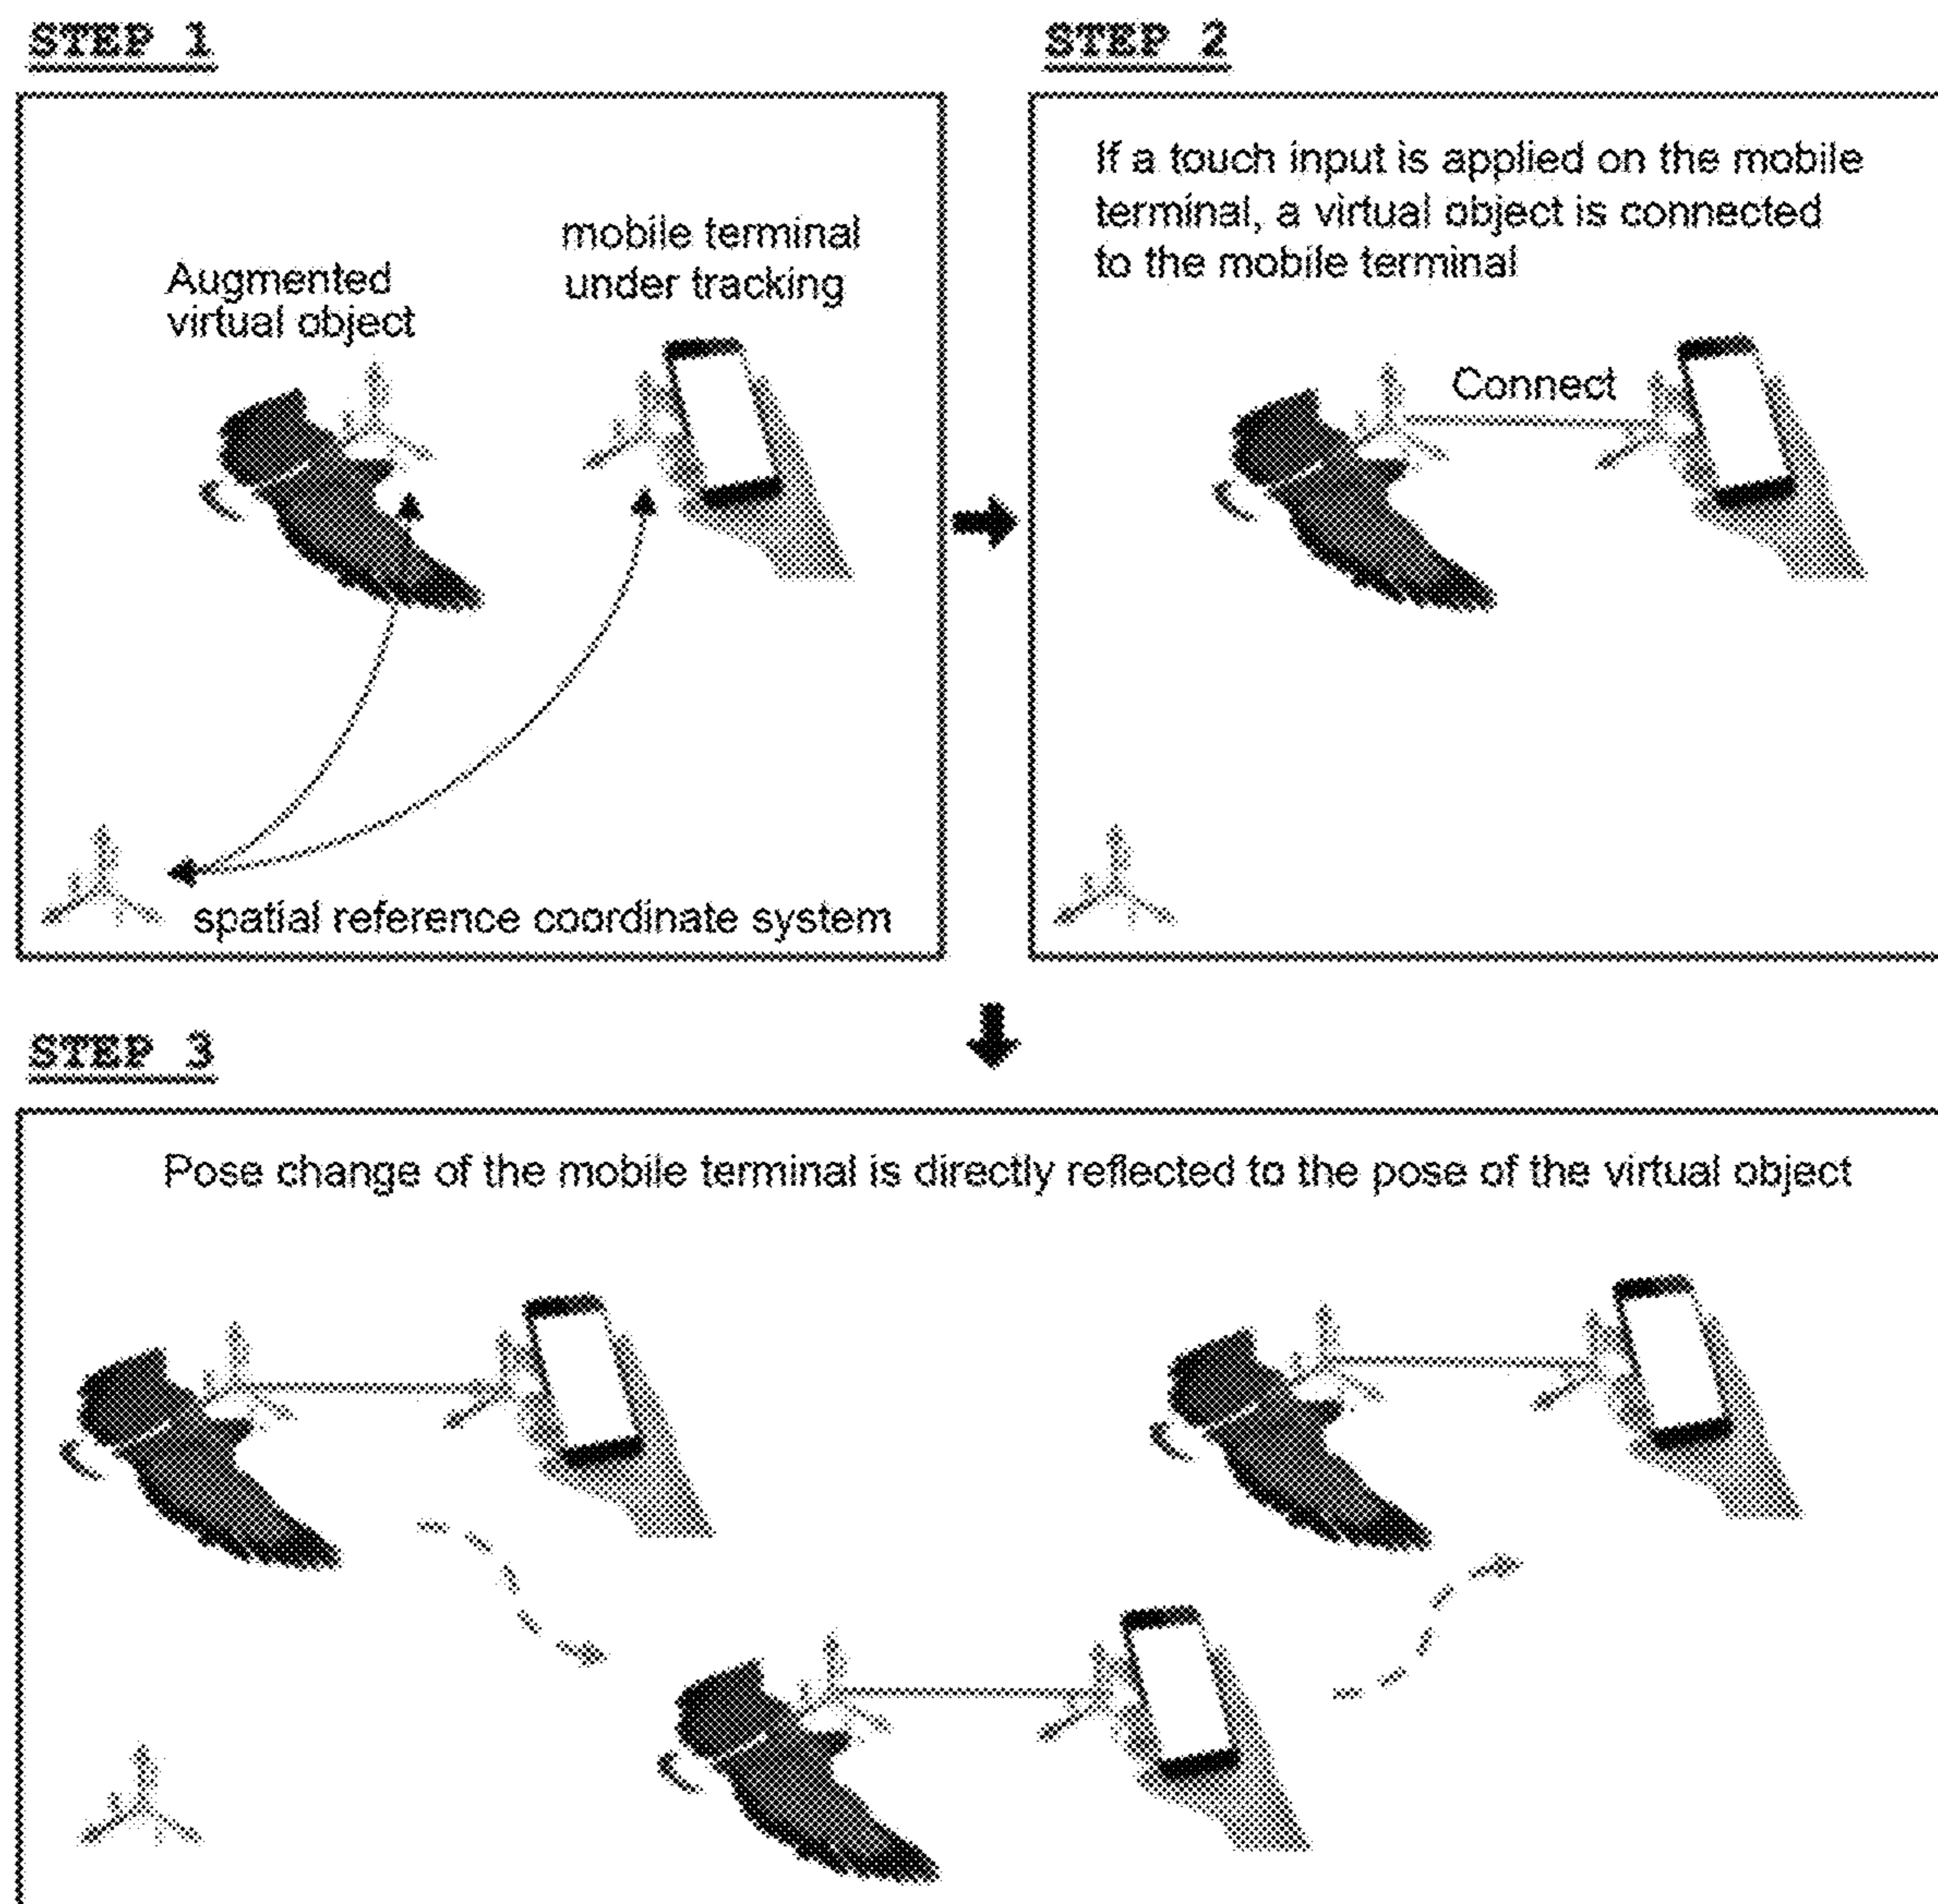 STEP 1
Augmented
virtual object
mobile terminal
under tracking
spatial reference coordinate system
STEP 2
If a touch input is applied on the mobile
terminal, a virtual object is connected
to the mobile terminal
Connect
STEP 3
Pose change of the mobile terminal is directly reflected to the pose of the virtual object